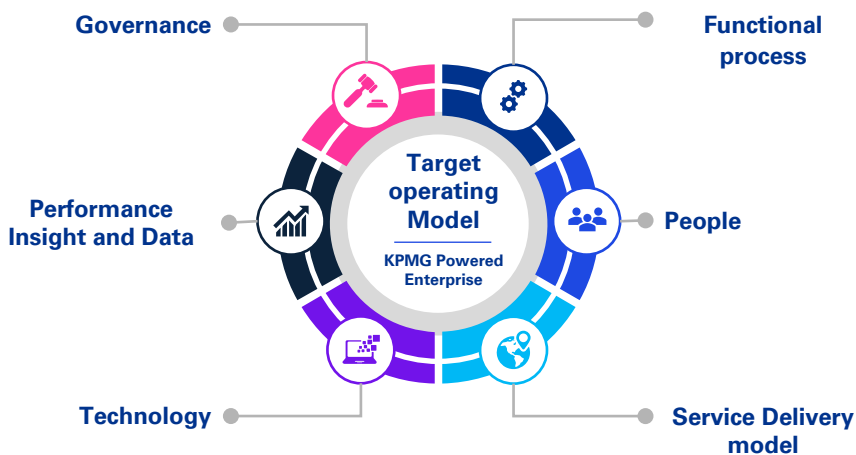 Governance
Functional
process
Target
operating
Model
KPMG Powered
Enterprise
Performance
Insight and Data
People
Technology
Service Delivery
model